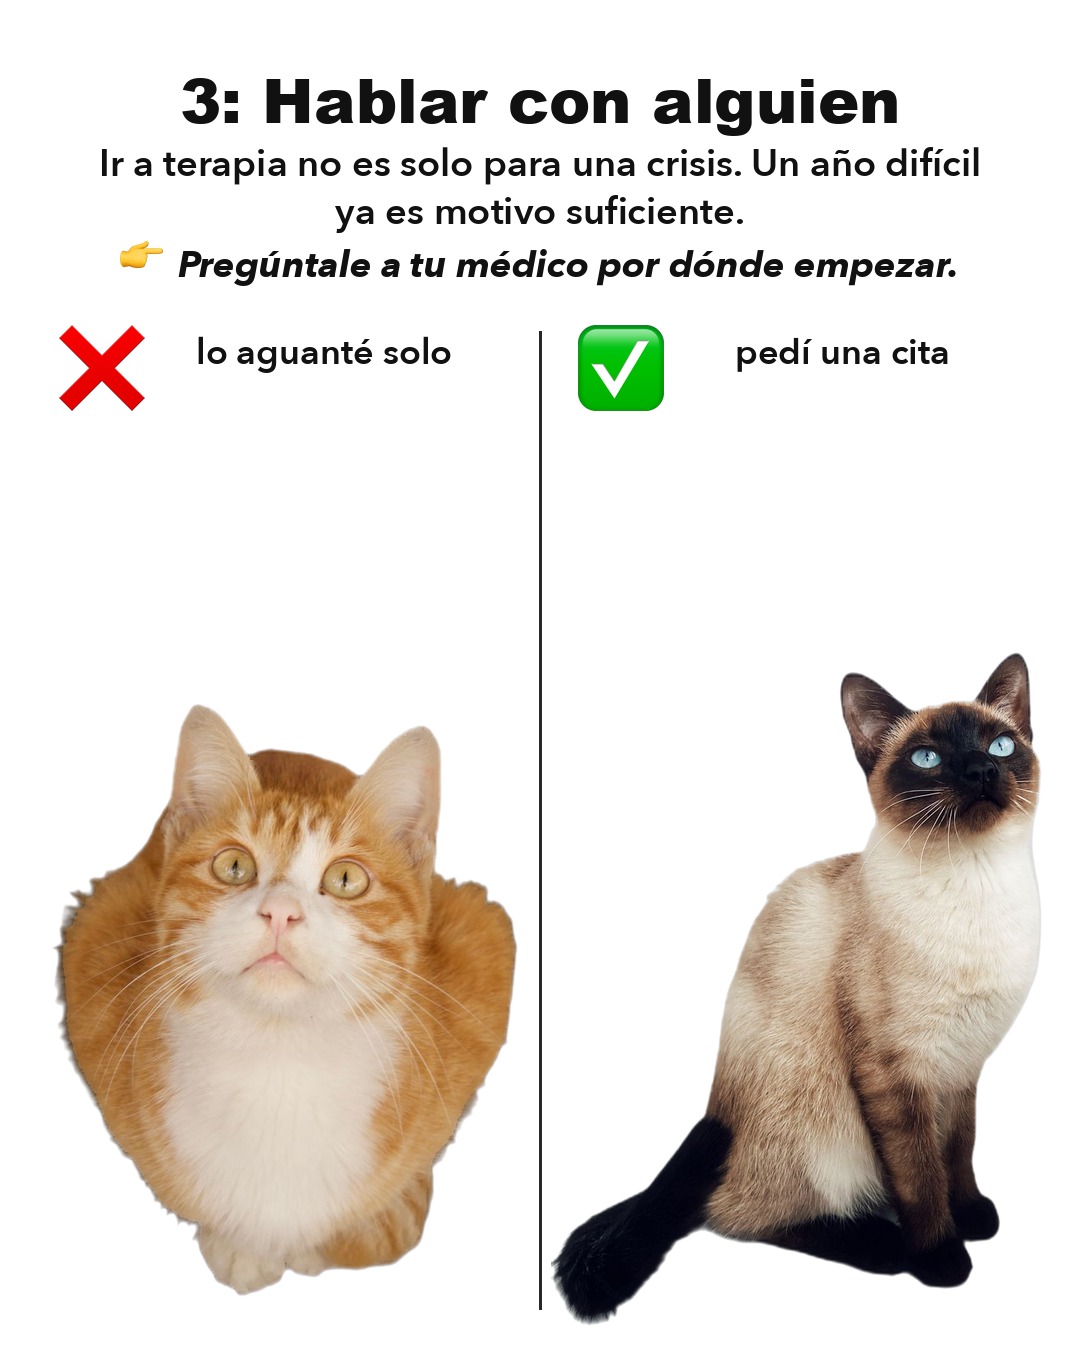 3: Hablar con alguien
Ir a terapia no es solo para una crisis. Un año difícil
ya es motivo suficiente.
👉 Pregúntale a tu médico por dónde empezar.
❌ lo aguanté solo
✅ pedí una cita